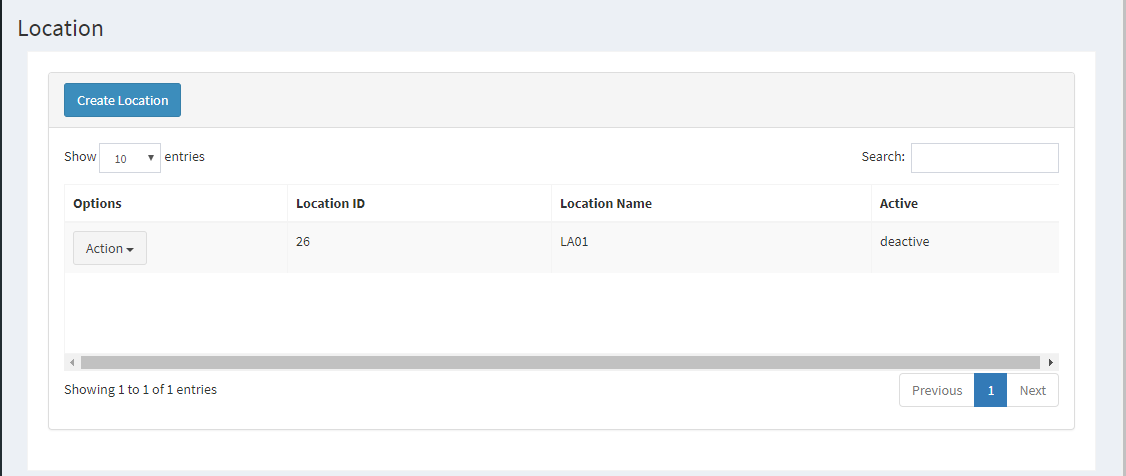 Location
Create Location
Show 10 entries Search:
Options Location ID Location Name Active
Action 26 LA01 deactive
Showing 1 to 1 of 1 entries Previous 1 Next